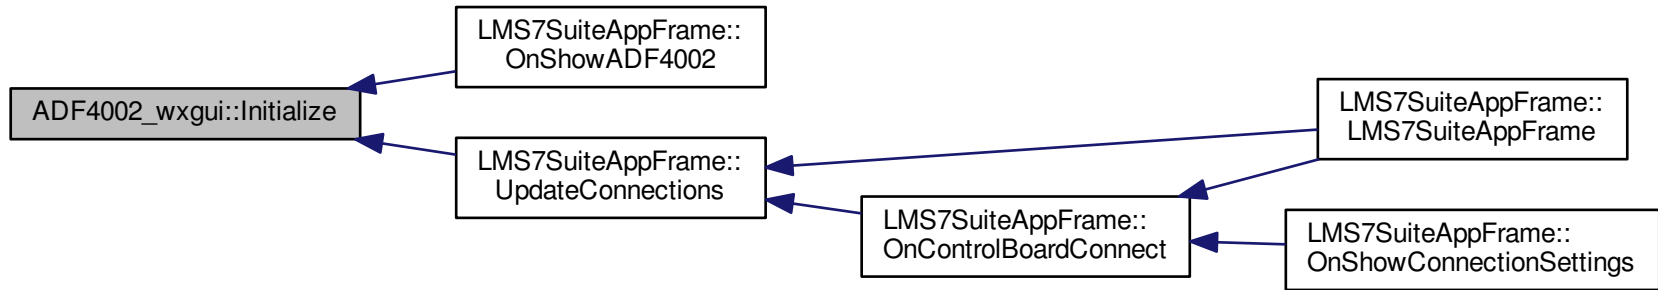 LMS7SuiteAppFrame::
OnShowADF4002
ADF4002_wxgui::Initialize
LMS7SuiteAppFrame::
UpdateConnections
LMS7SuiteAppFrame::
LMS7SuiteAppFrame
LMS7SuiteAppFrame::
OnControlBoardConnect
LMS7SuiteAppFrame::
OnShowConnectionSettings